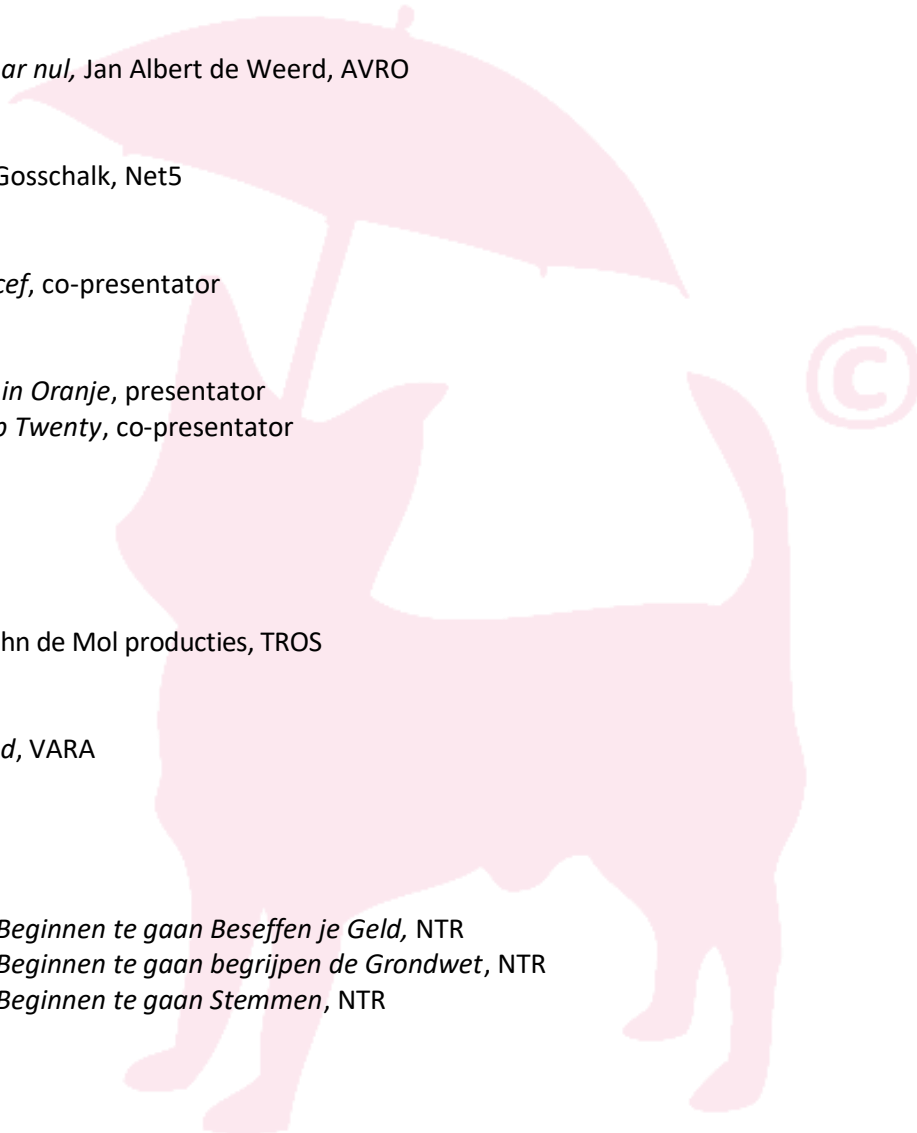 ar nul, Jan Albert de Weerd, AVRO
Gosschalk, Net5
cef, co-presentator
in Oranje, presentator
p Twenty, co-presentator
©
hn de Mol producties, TROS
d, VARA
Beginnen te gaan Beseffen je Geld, NTR
Beginnen te gaan begrijpen de Grondwet, NTR
Beginnen te gaan Stemmen, NTR